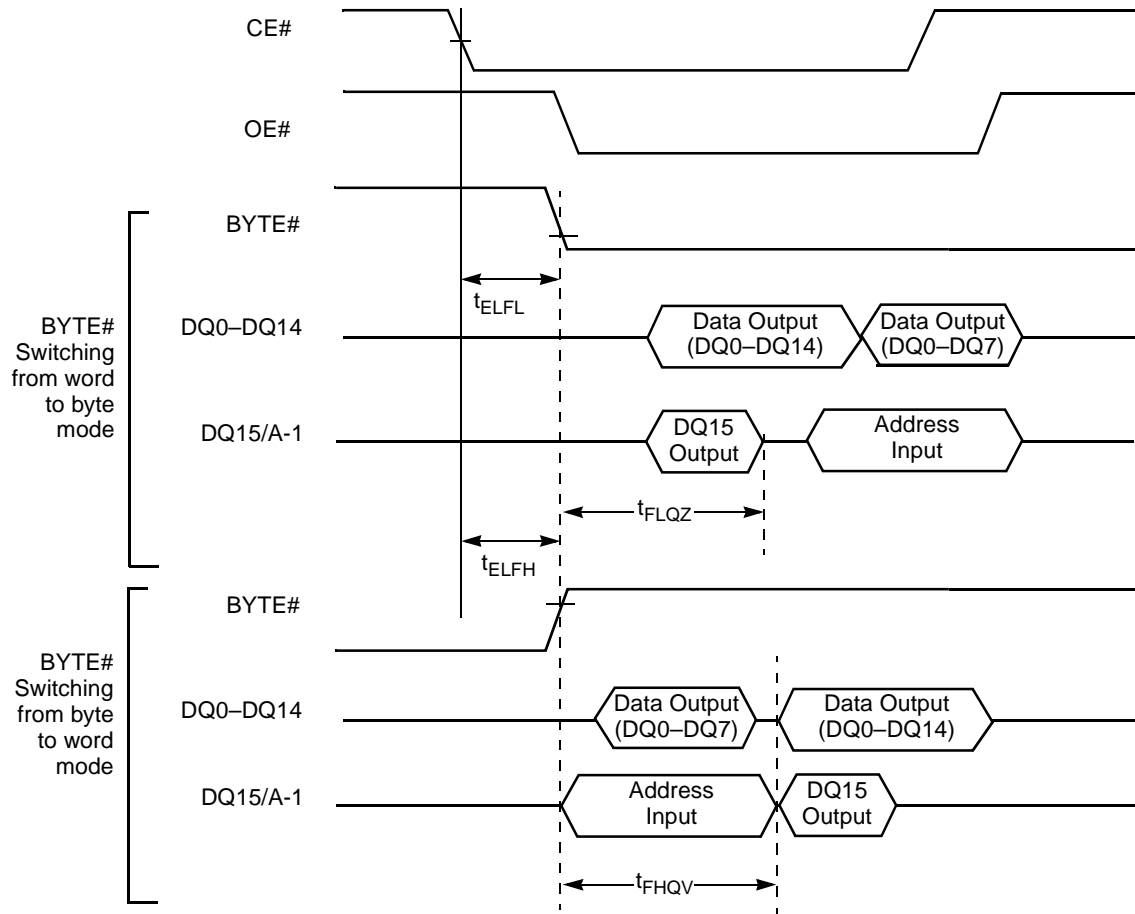 CE#
OE#
BYTE#
tELFL
BYTE#
Switching
from word
to byte
mode
DQ0–DQ14
Data Output
(DQ0–DQ14)
Data Output
(DQ0–DQ7)
DQ15/A-1
DQ15
Output
Address
Input
tFLQZ
tELFH
BYTE#
BYTE#
Switching
from byte
to word
mode
DQ0–DQ14
Data Output
(DQ0–DQ7)
Data Output
(DQ0–DQ14)
DQ15/A-1
Address
Input
DQ15
Output
tFHQV